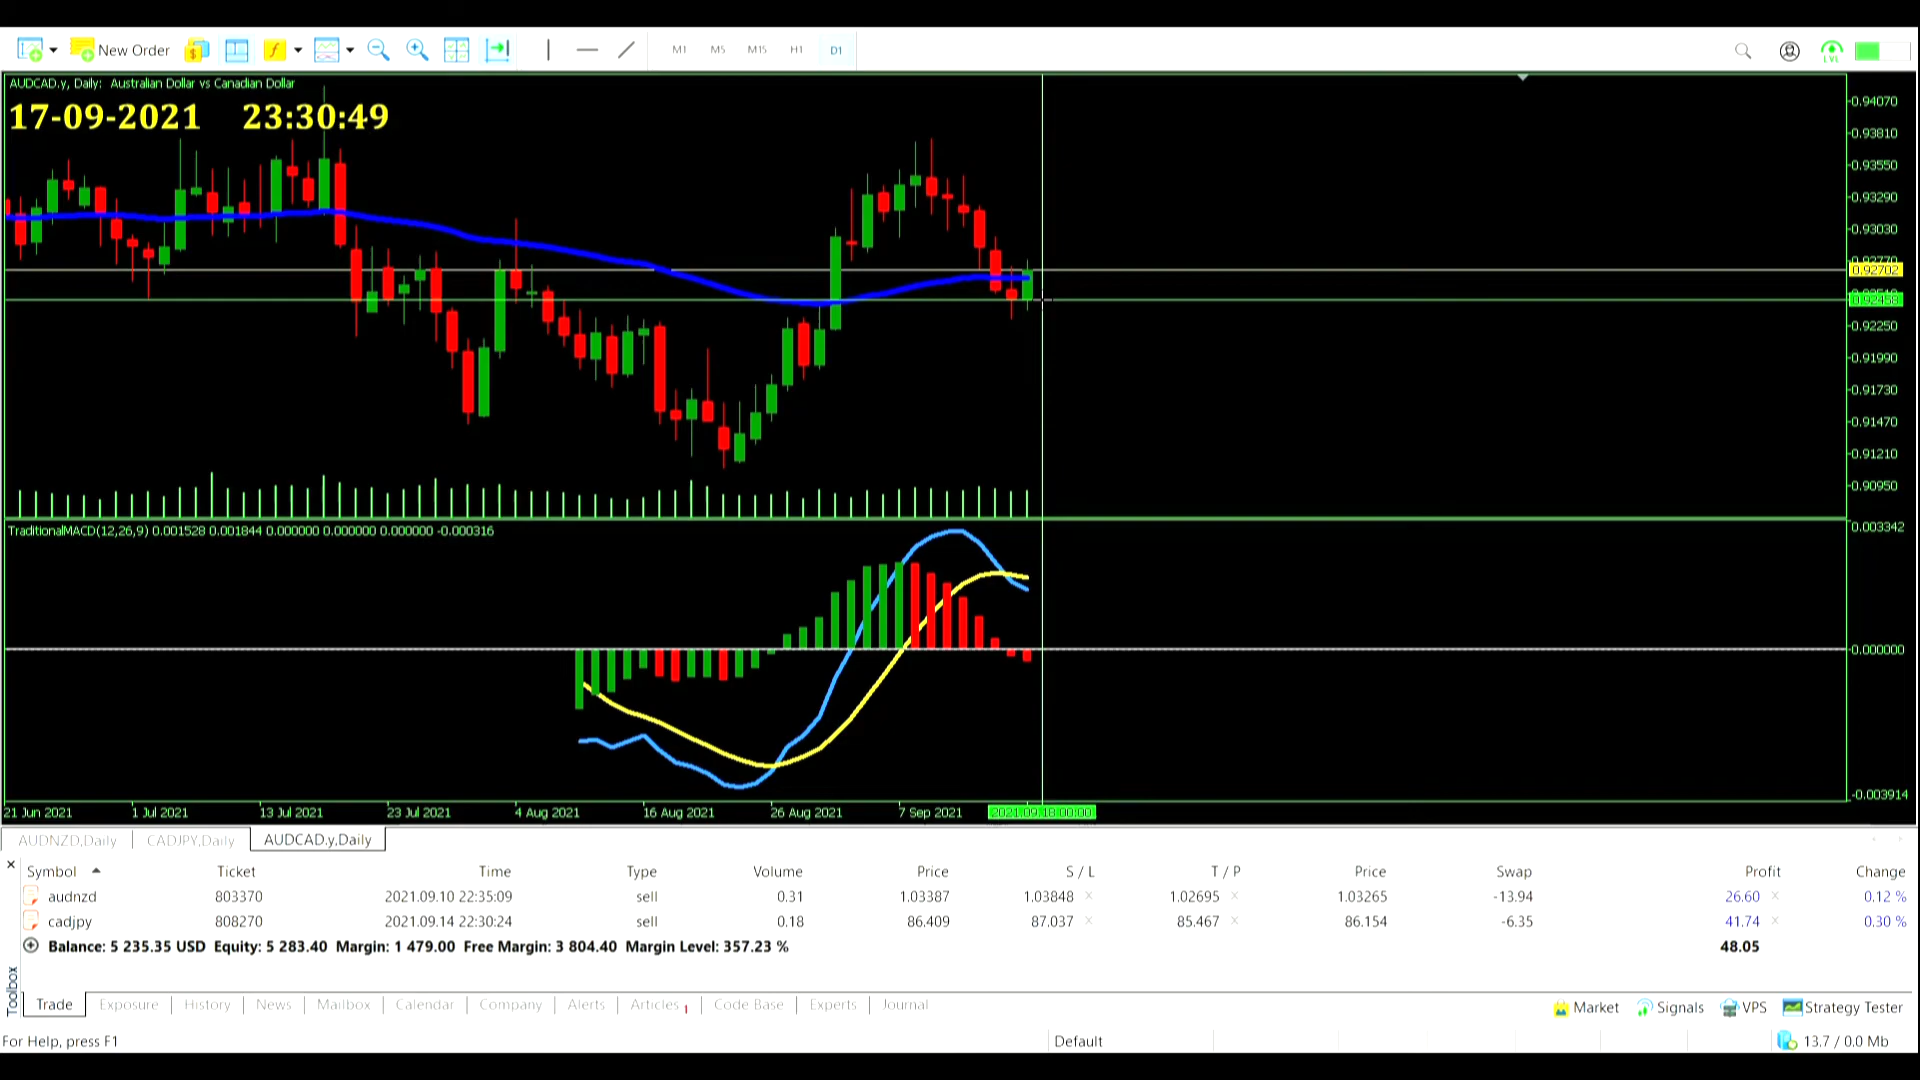 New Order M1 M5 M15 H1 D1 LVL
AUDCAD.y, Daily: Australian Dollar vs Canadian Dollar
17-09-2021 23:30:49
0.94070
0.93810
0.93550
0.93290
0.93030
0.92770
0.92702
0.92458
0.92250
0.91990
0.91730
0.91470
0.91210
0.90950
TraditionalMACD(12,26,9) 0.001528 0.001844 0.000000 0.000000 0.000000 -0.000316
0.003342
0.000000
-0.003914
21 Jun 2021 1 Jul 2021 13 Jul 2021 23 Jul 2021 4 Aug 2021 16 Aug 2021 26 Aug 2021 7 Sep 2021 2021.09.18 00:00
AUDNZD,Daily CADJPY,Daily AUDCAD.y,Daily
Symbol Ticket Time Type Volume Price S / L T / P Price Swap Profit Change
audnzd 803370 2021.09.10 22:35:09 sell 0.31 1.03387 1.03848 1.02695 1.03265 -13.94 26.60 0.12 %
cadjpy 808270 2021.09.14 22:30:24 sell 0.18 86.409 87.037 85.467 86.154 -6.35 41.74 0.30 %
Balance: 5 235.35 USD Equity: 5 283.40 Margin: 1 479.00 Free Margin: 3 804.40 Margin Level: 357.23 % 48.05
Toolbox
Trade Exposure History News Mailbox Calendar Company Alerts Articles 1 Code Base Experts Journal Market Signals VPS Strategy Tester
For Help, press F1 Default 13.7 / 0.0 Mb